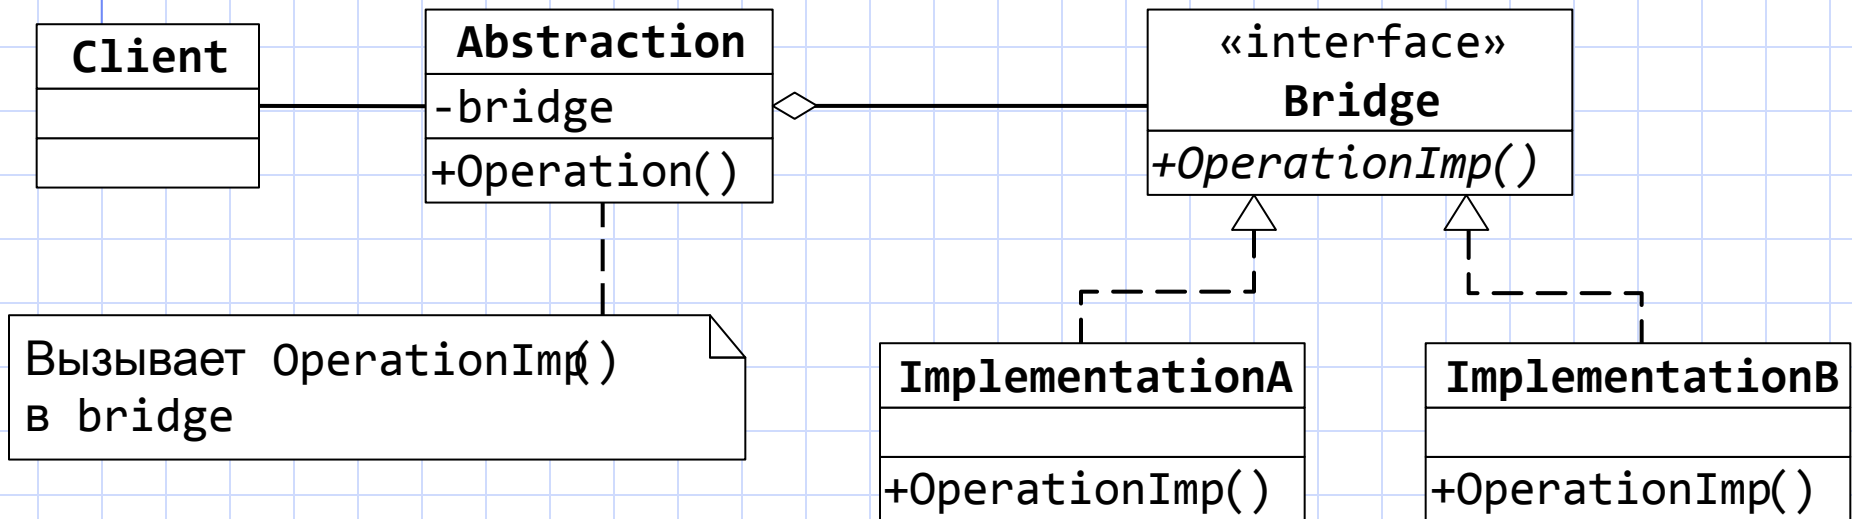 Client
Abstraction
-bridge
+Operation()
«interface»
Bridge
+OperationImp()
Вызывает OperationImp()
в bridge
ImplementationA
+OperationImp()
ImplementationB
+OperationImp()